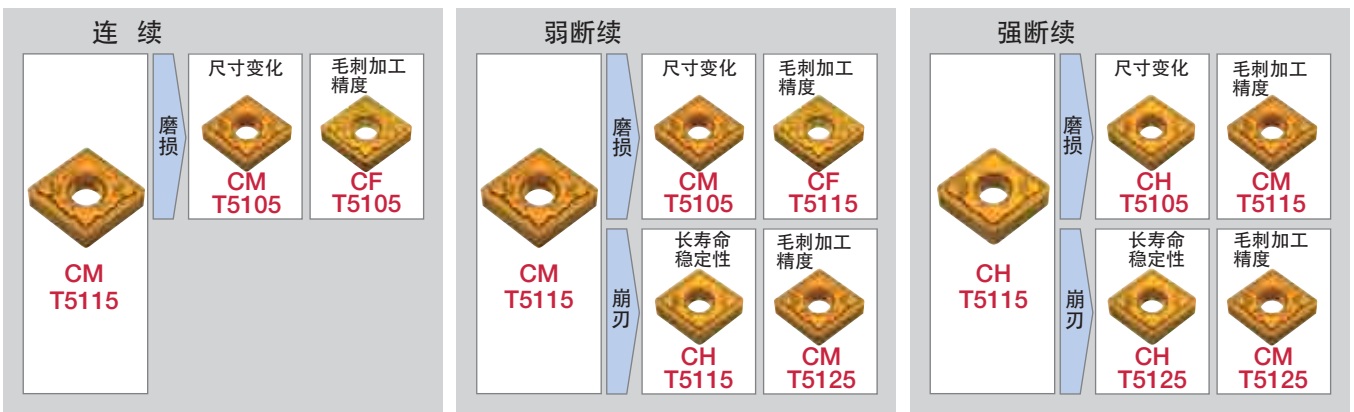 连 续
CM
T5115
磨损
尺寸变化
CM
T5105
毛刺加工
精度
CF
T5105
弱断续
CM
T5115
磨损
尺寸变化
CM
T5105
毛刺加工
精度
CF
T5115
崩刃
长寿命
稳定性
CH
T5115
毛刺加工
精度
CM
T5125
强断续
CH
T5115
磨损
尺寸变化
CH
T5105
毛刺加工
精度
CM
T5115
崩刃
长寿命
稳定性
CH
T5125
毛刺加工
精度
CM
T5125